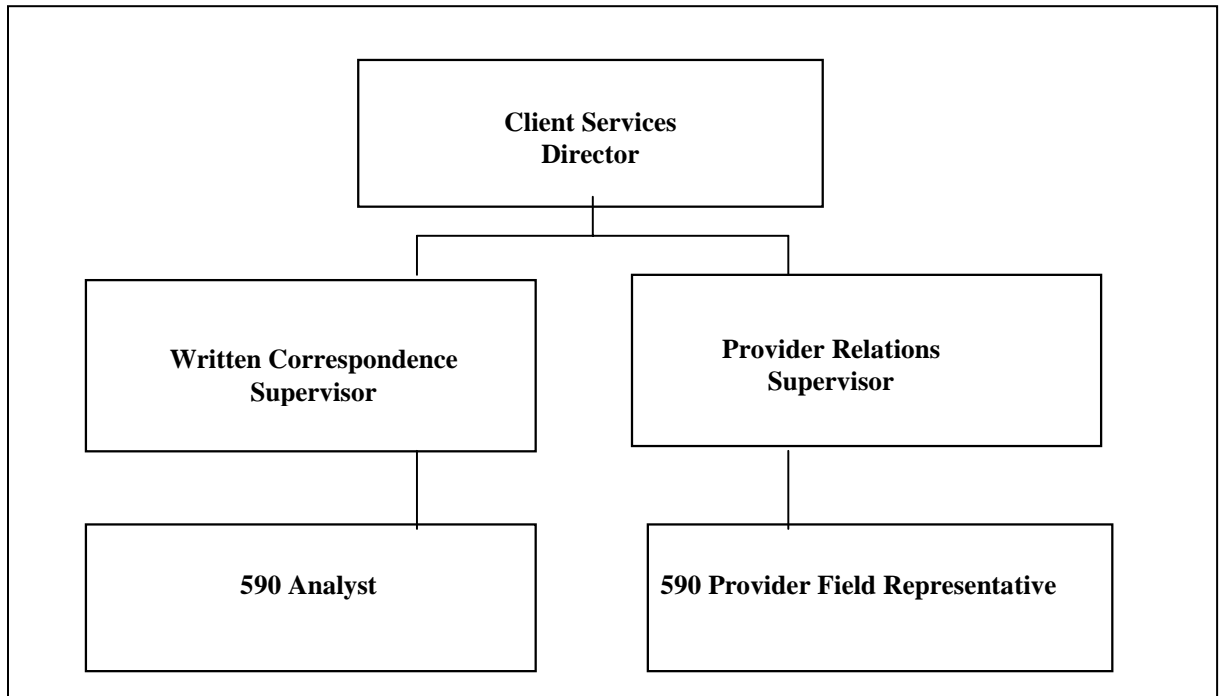 Client Services
Director
Written Correspondence
Supervisor
Provider Relations
Supervisor
590 Analyst
590 Provider Field Representative